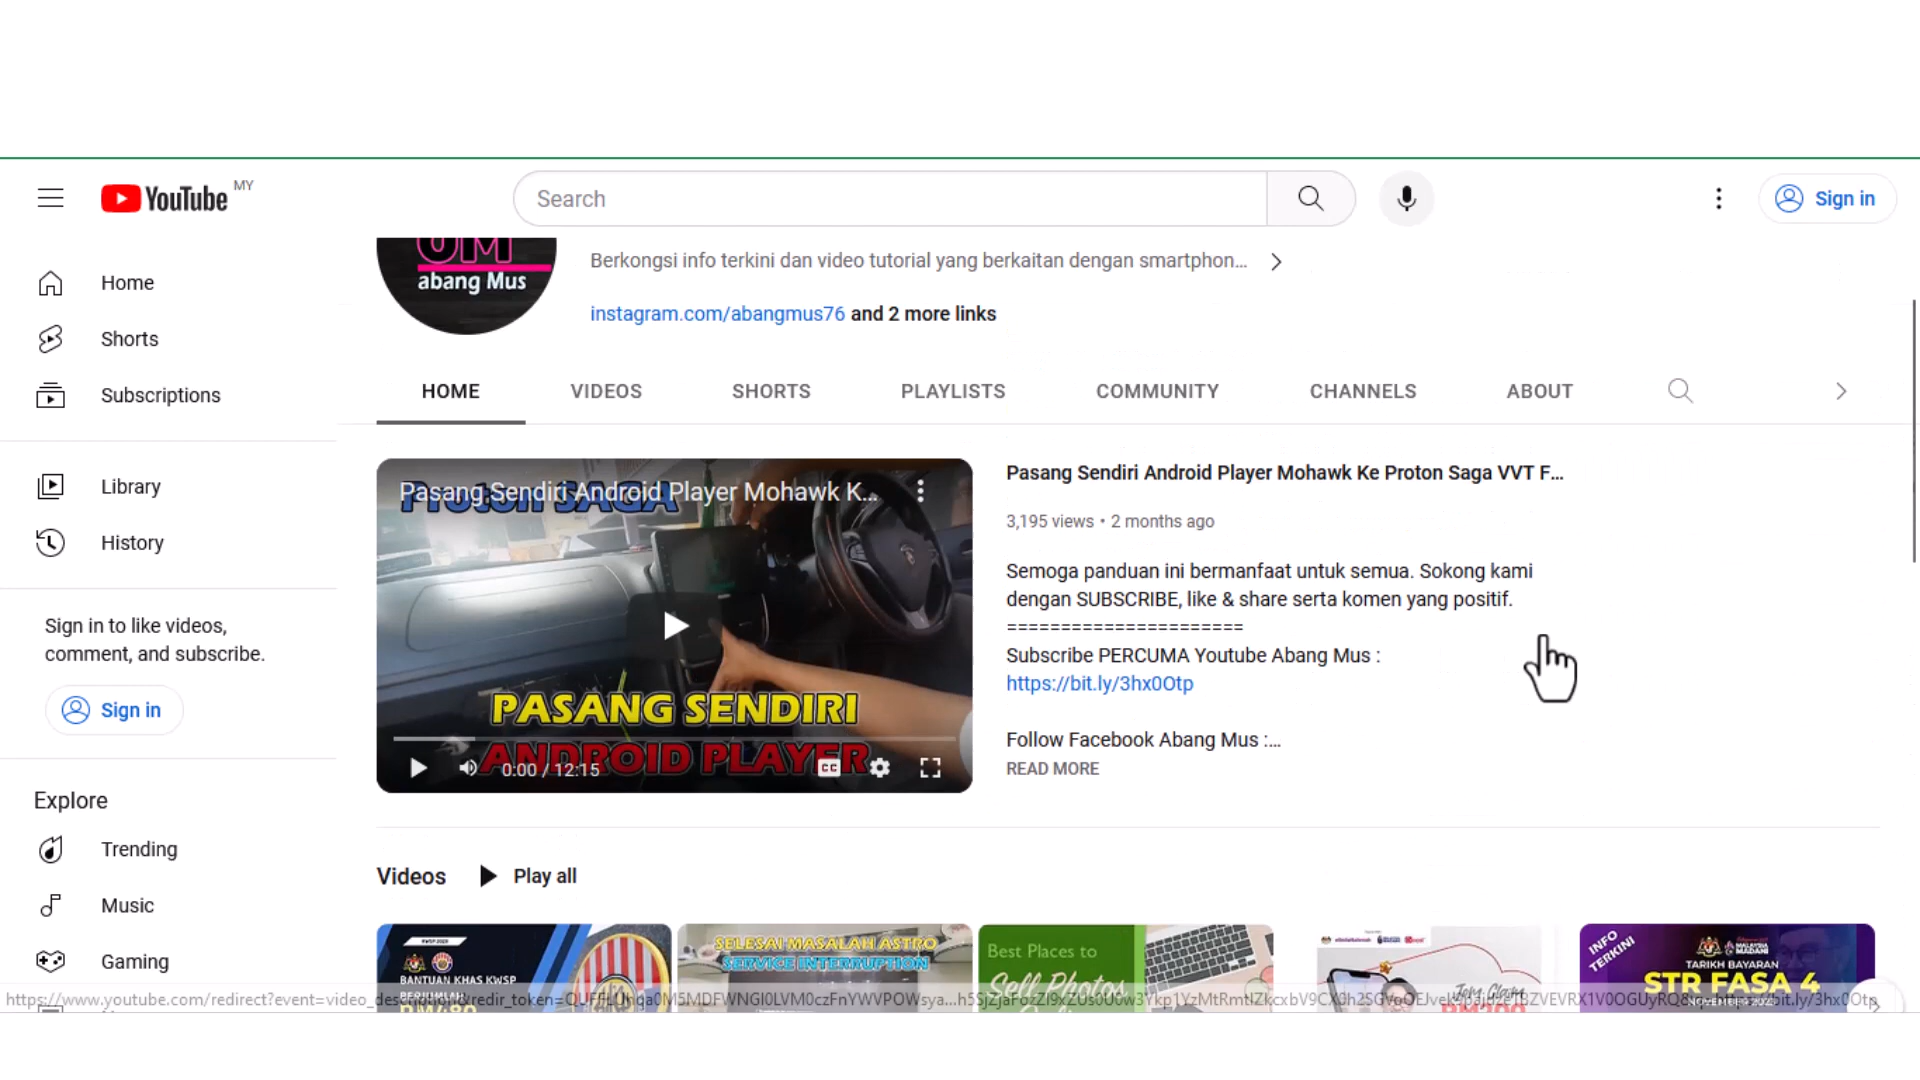 YouTube MY
Search
Sign in
Home
Shorts
Subscriptions
Library
History
Sign in to like videos,
comment, and subscribe.
Sign in
Explore
Trending
Music
Gaming
abang Mus
Berkongsi info terkini dan video tutorial yang berkaitan dengan smartphon...
instagram.com/abangmus76 and 2 more links
HOME
VIDEOS
SHORTS
PLAYLISTS
COMMUNITY
CHANNELS
ABOUT
Pasang Sendiri Android Player Mohawk K...
Proton SAGA
PASANG SENDIRI
ANDROID PLAYER
0:00 / 12:15
CC
Pasang Sendiri Android Player Mohawk Ke Proton Saga VVT F...
3,195 views • 2 months ago
Semoga panduan ini bermanfaat untuk semua. Sokong kami
dengan SUBSCRIBE, like & share serta komen yang positif.
======================
Subscribe PERCUMA Youtube Abang Mus :
https://bit.ly/3hx0Otp
Follow Facebook Abang Mus :...
READ MORE
Videos
Play all
BANTUAN KHAS KWSP
SELESAI MASALAH ASTRO
SERVICE INTERRUPTION
Best Places to
Sell Photos
INFO
TERKINI
MALAYSIA
MADANI
TARIKH BAYARAN
STR FASA 4